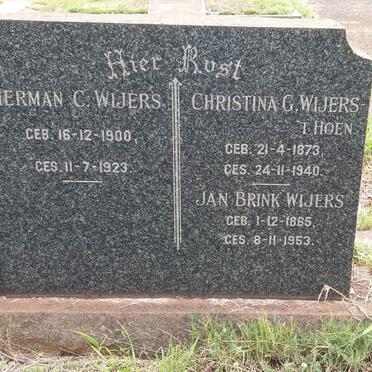 Hier Rust
HERMAN C. WIJERS
GEB. 16-12-1900,
GES. 11-7-1923.
CHRISTINA G. WIJERS-
'T HOEN.
GEB. 21-4-1873,
GES. 24-11-1940.
JAN BRINK WIJERS
GEB. 1-12-1865,
GES. 8-11-1953.